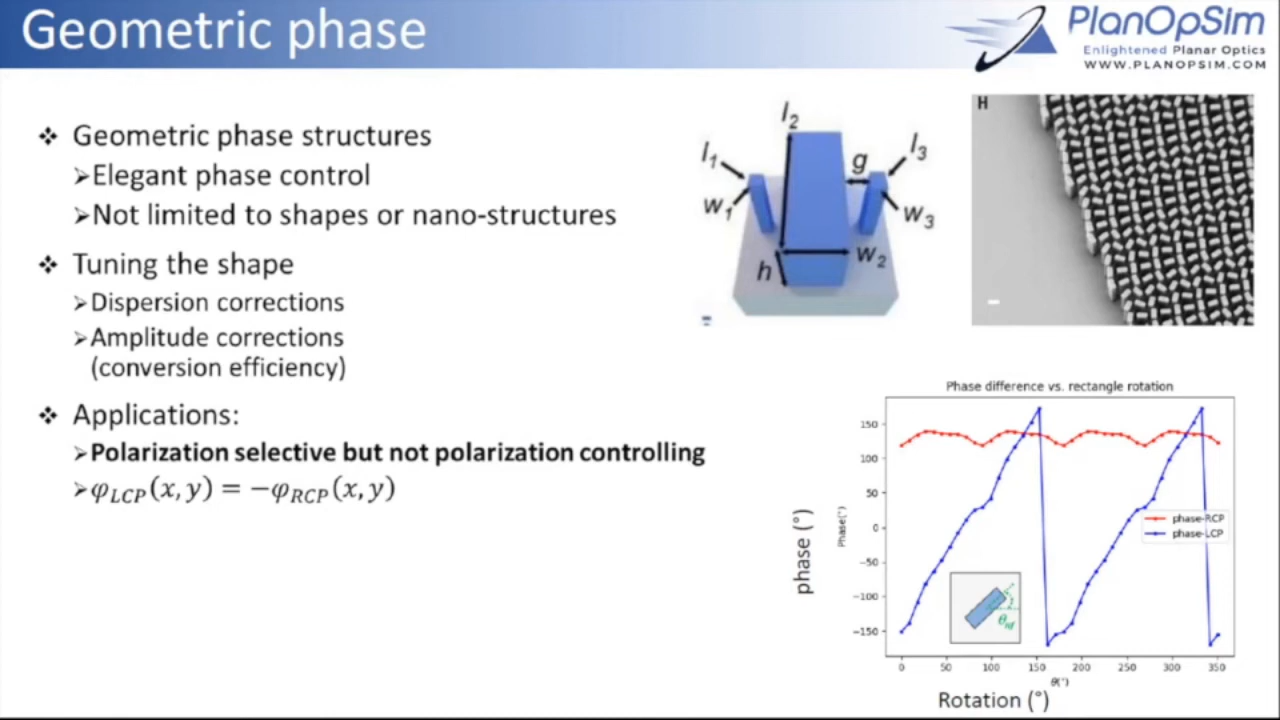 Geometric phase
PlanOpSim
Enlightened Planar Optics
WWW.PLANOPSIM.COM
❖ Geometric phase structures
➢Elegant phase control
➢Not limited to shapes or nano-structures
❖ Tuning the shape
➢Dispersion corrections
➢Amplitude corrections
(conversion efficiency)
❖ Applications:
➢Polarization selective but not polarization controlling
➢φ_LCP(x, y) = −φ_RCP(x, y)
l₁
l₂
l₃
g
w₁
w₂
w₃
h
H
Phase difference vs. rectangle rotation
phase (°)
Phase(°)
150
100
50
0
−50
−100
−150
phase-RCP
phase-LCP
0 50 100 150 200 250 300 350
θ(°)
Rotation (°)